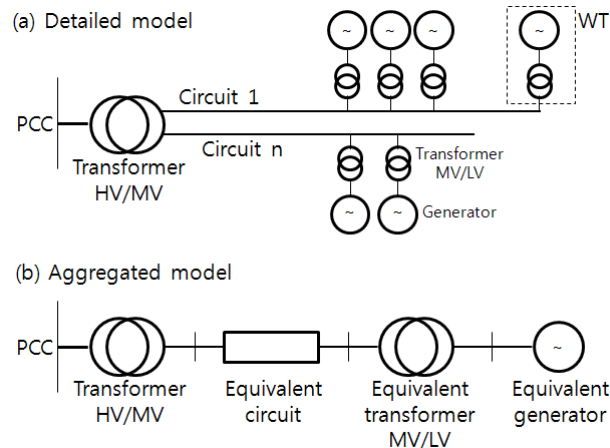 (a) Detailed model
~
~
~
~
WT
Circuit 1
PCC
Circuit n
Transformer
HV/MV
Transformer
MV/LV
~
~
Generator
(b) Aggregated model
PCC
~
Transformer
HV/MV
Equivalent
circuit
Equivalent
transformer
MV/LV
Equivalent
generator